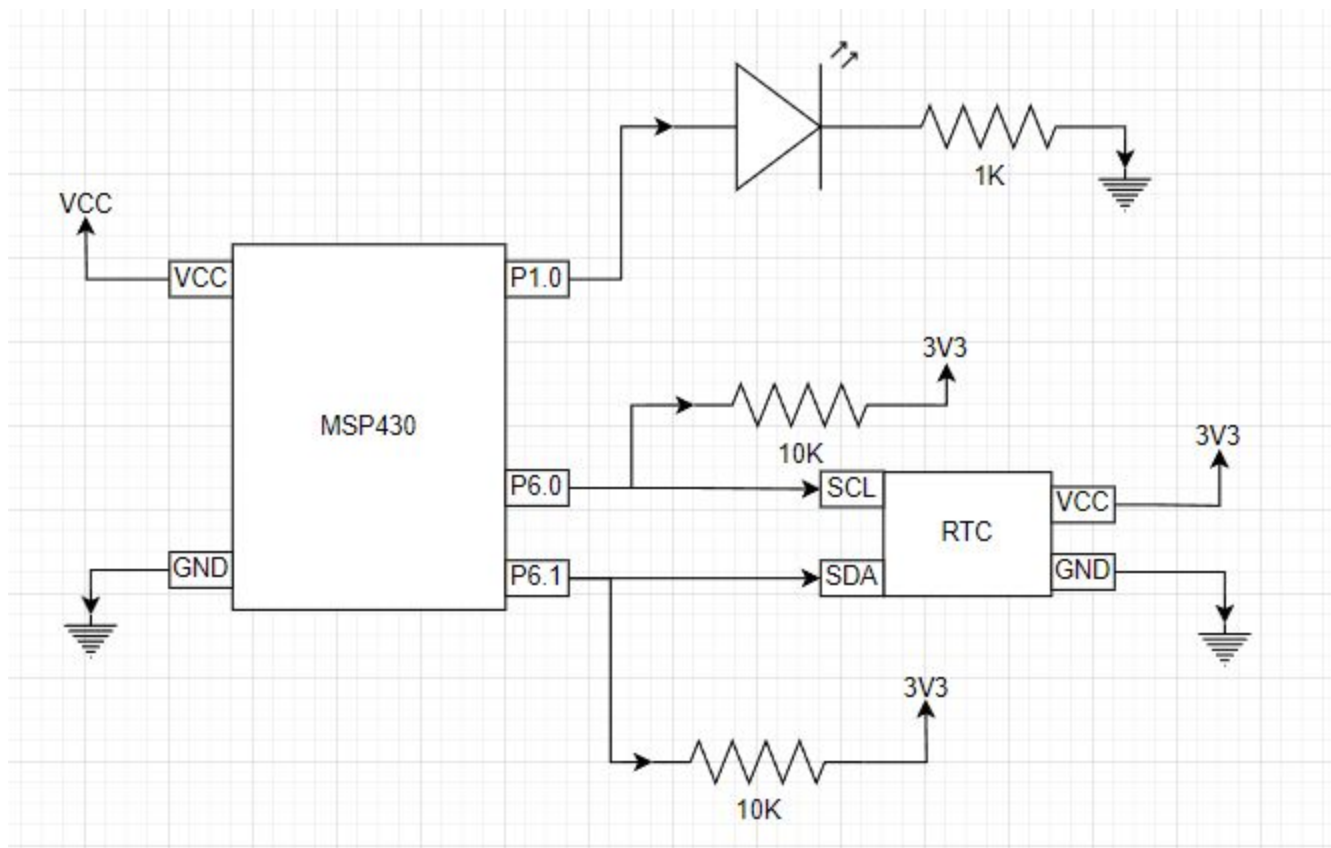 1K
VCC
VCC
P1.0
3V3
MSP430
3V3
10K
P6.0
SCL
VCC
RTC
GND
P6.1
SDA
GND
3V3
10K